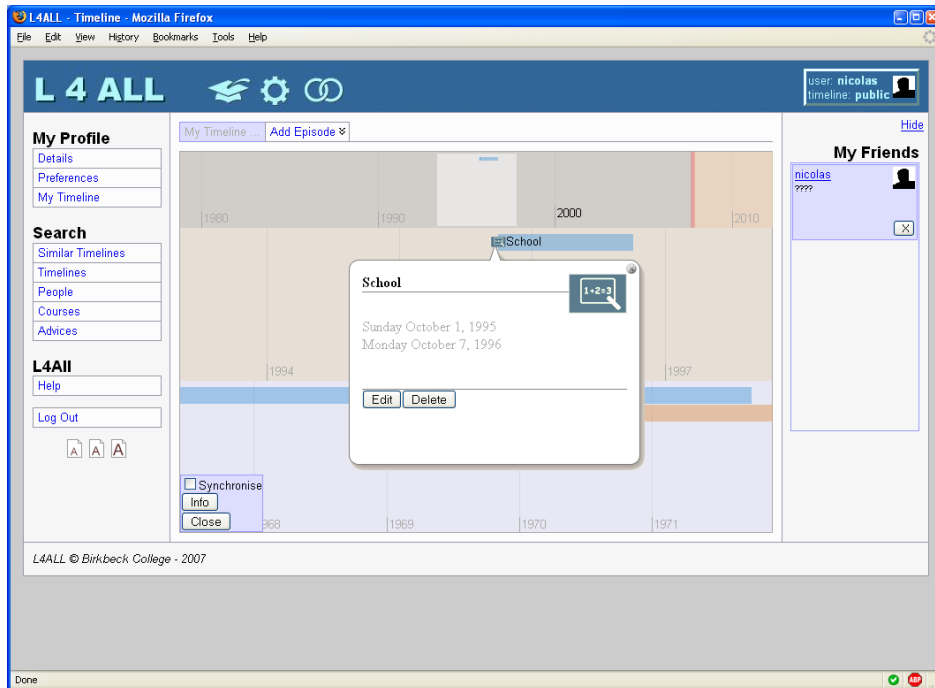 L4ALL - Timeline - Mozilla Firefox
File Edit View History Bookmarks Tools Help
L 4 ALL
user: nicolas
timeline: public
My Profile
Details
Preferences
My Timeline
Search
Similar Timelines
Timelines
People
Courses
Advices
L4All
Help
Log Out
A A A
My Timeline ... Add Episode
1980 1990 2000 2010
School
School
1+2=3
Sunday October 1, 1995
Monday October 7, 1996
Edit Delete
1994 1997
Synchronise
Info
Close
968 1969 1970 1971
Hide
My Friends
nicolas
????
X
L4ALL © Birkbeck College - 2007
Done
ABP